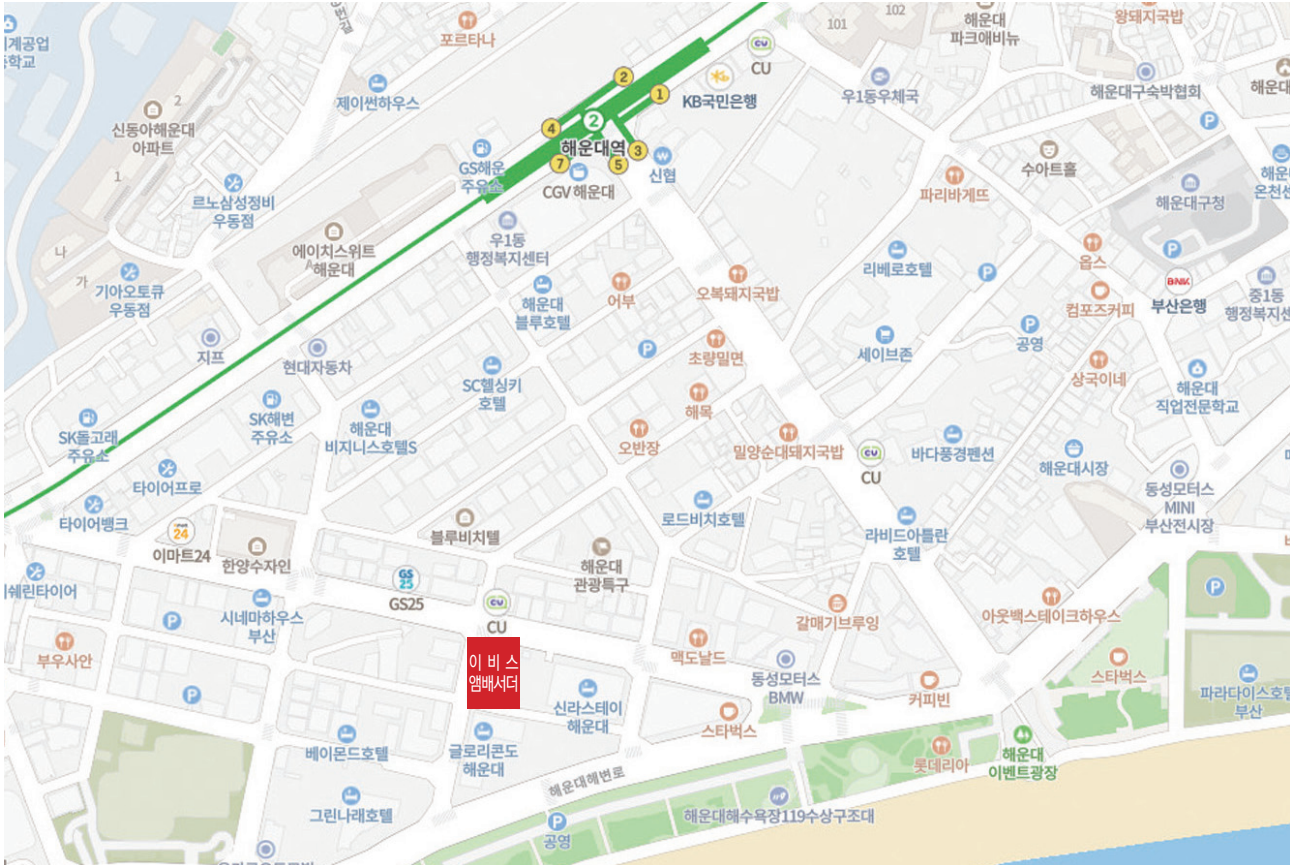 계공업
학교
포르타나
제이썬하우스
신동아해운대
아파트
2
1
르노삼성정비
우동점
GS해운
주유소
2
1
4
2
해운대역
3
5
7
CGV 해운대
신협
CU
CU
KB국민은행
101
102
해운대
파크애비뉴
왕돼지국밥
우1동우체국
해운대구숙박협회
해운대
P
수아트홀
파리바게뜨
해운대구청
해운대
온천센
나
가
기아오토큐
우동점
에이치스위트
해운대
A
우1동
행정복지센터
해운대
블루호텔
어부
오복돼지국밥
리베로호텔
P
옵스
P
BNK
부산은행
컴포즈커피
중1동
행정복지센
지프
현대자동차
SC헬싱키
호텔
P
초량밀면
세이브존
P
공영
상국이네
해운대
직업전문학교
SK돌고래
주유소
SK해변
주유소
해운대
비지니스호텔S
오반장
해목
밀양순대돼지국밥
CU
CU
바다풍경펜션
해운대시장
동성모터스
MINI
부산전시장
타이어프로
타이어뱅크
24
이마트24
한양수자인
블루비치텔
로드비치호텔
라비드아틀란
호텔
해운대
관광특구
쉐린타이어
GS
25
GS25
CU
CU
시네마하우스
부산
P
부우사안
P
이 비 스
앰배서더
맥도날드
갈매기브루잉
아웃백스테이크하우스
P
동성모터스
BMW
커피빈
스타벅스
파라다이스호텔
부산
신라스테이
해운대
스타벅스
베이몬드호텔
글로리콘도
해운대
해운대해변로
롯데리아
해운대
이벤트광장
그린나래호텔
P
공영
해운대해수욕장119수상구조대